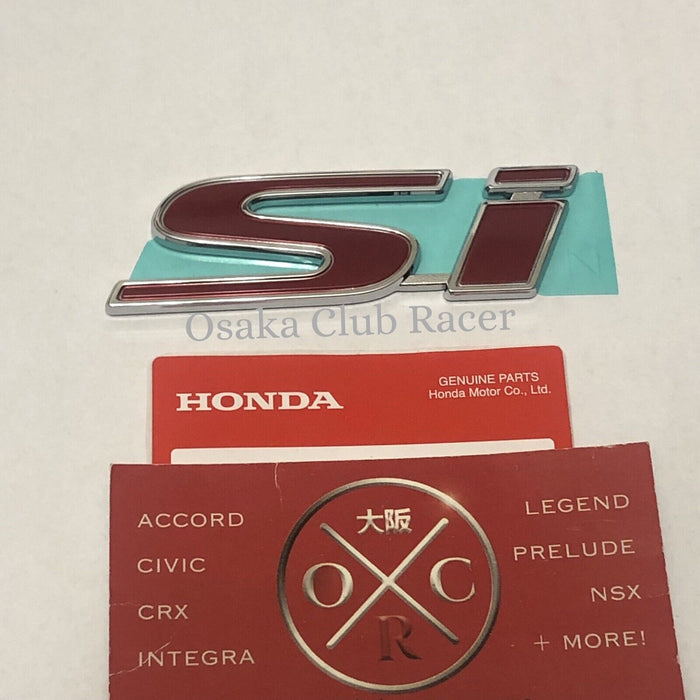 Si
Osaka Club Racer
HONDA
GENUINE PARTS
Honda Motor Co., Ltd.
ACCORD
CIVIC
CRX
INTEGRA
大阪
O C
R
LEGEND
PRELUDE
NSX
+ MORE!